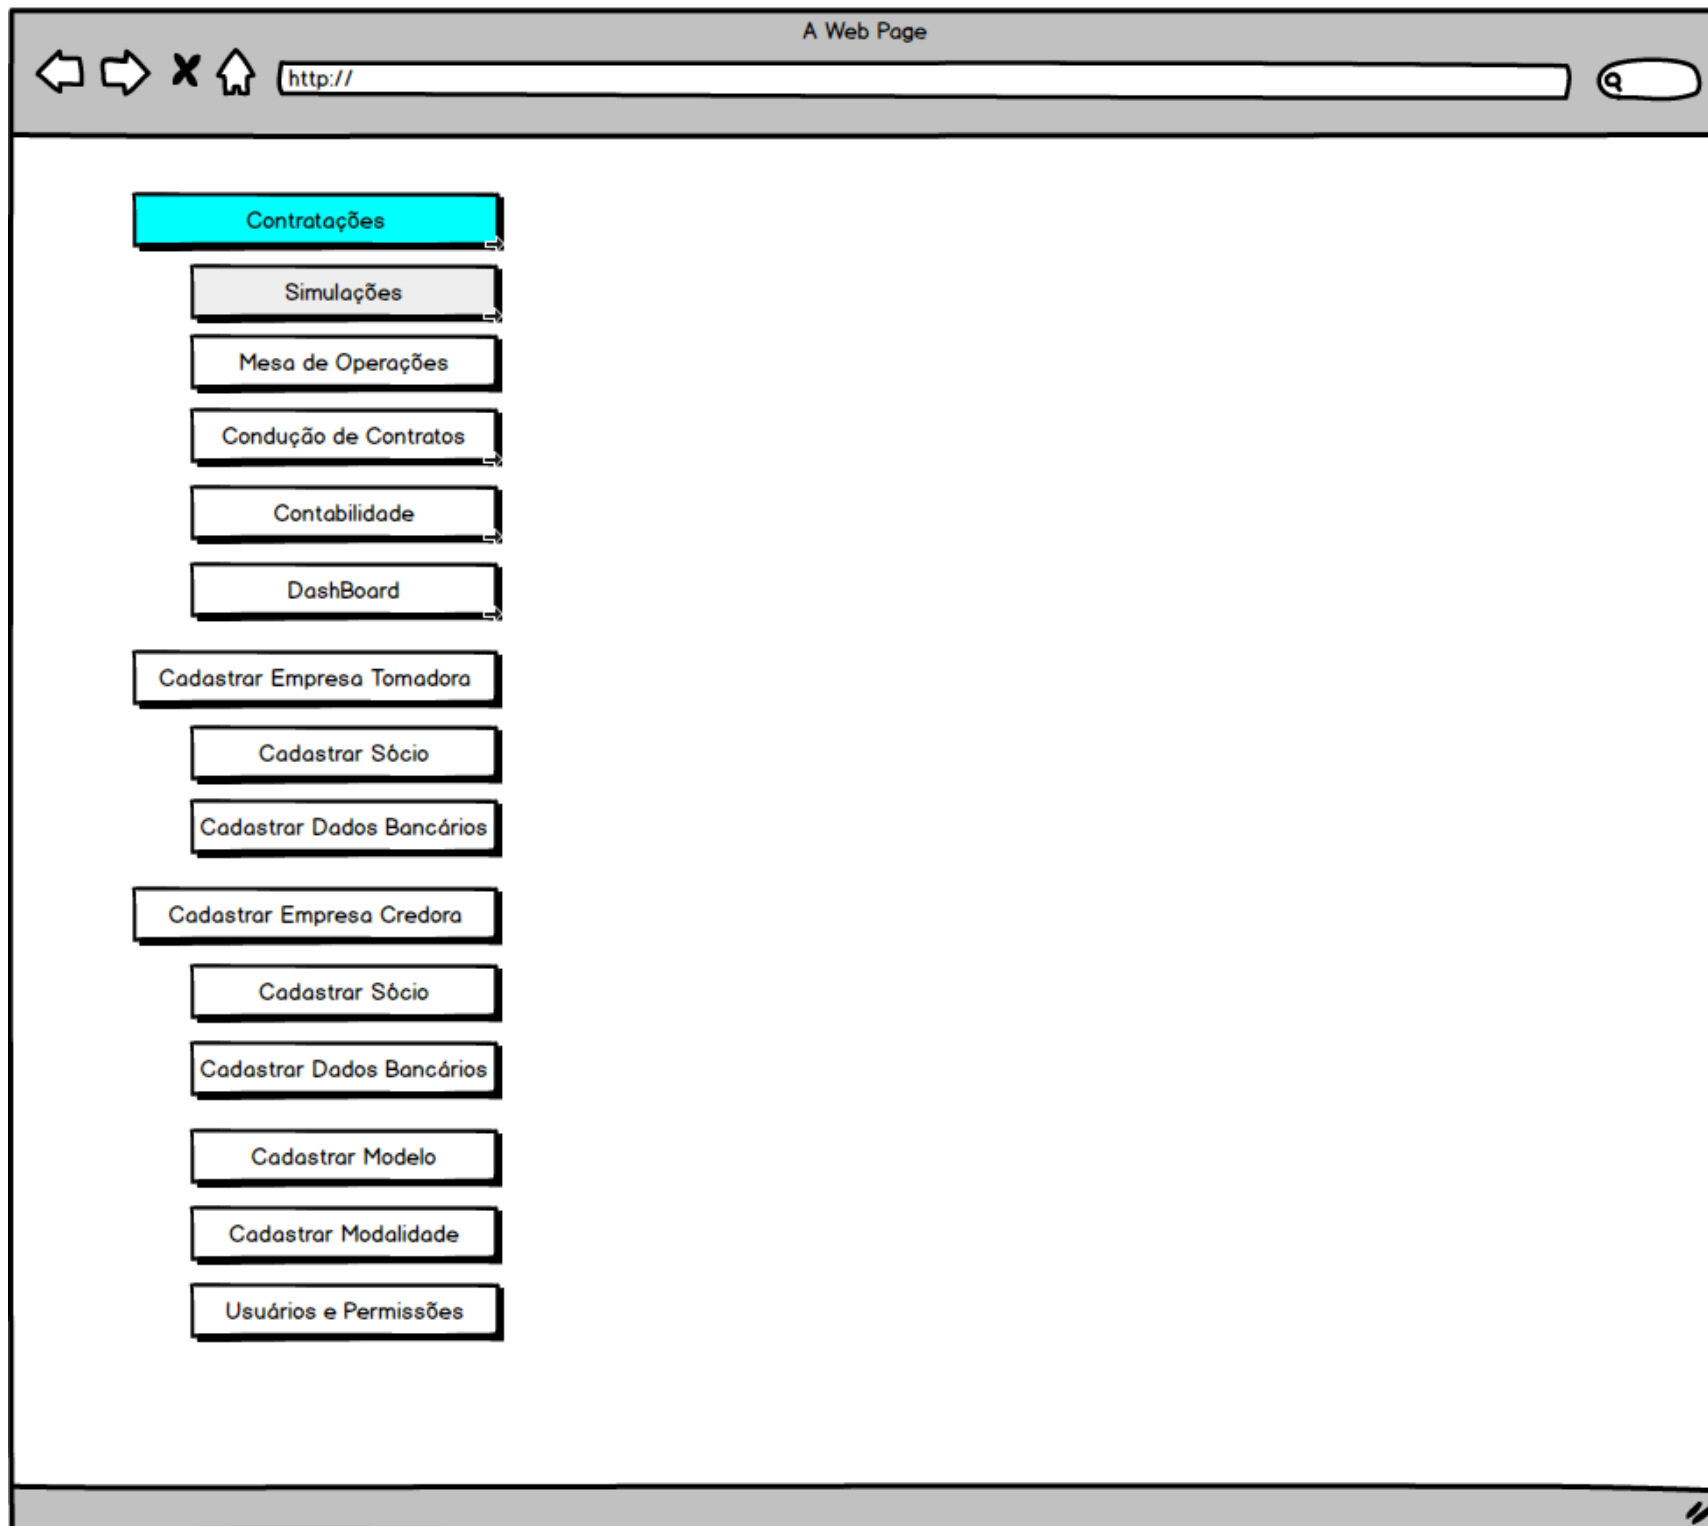 A Web Page
http://
Contratações
Simulações
Mesa de Operações
Condução de Contratos
Contabilidade
DashBoard
Cadastrar Empresa Tomadora
Cadastrar Sócio
Cadastrar Dados Bancários
Cadastrar Empresa Credora
Cadastrar Sócio
Cadastrar Dados Bancários
Cadastrar Modelo
Cadastrar Modalidade
Usuários e Permissões